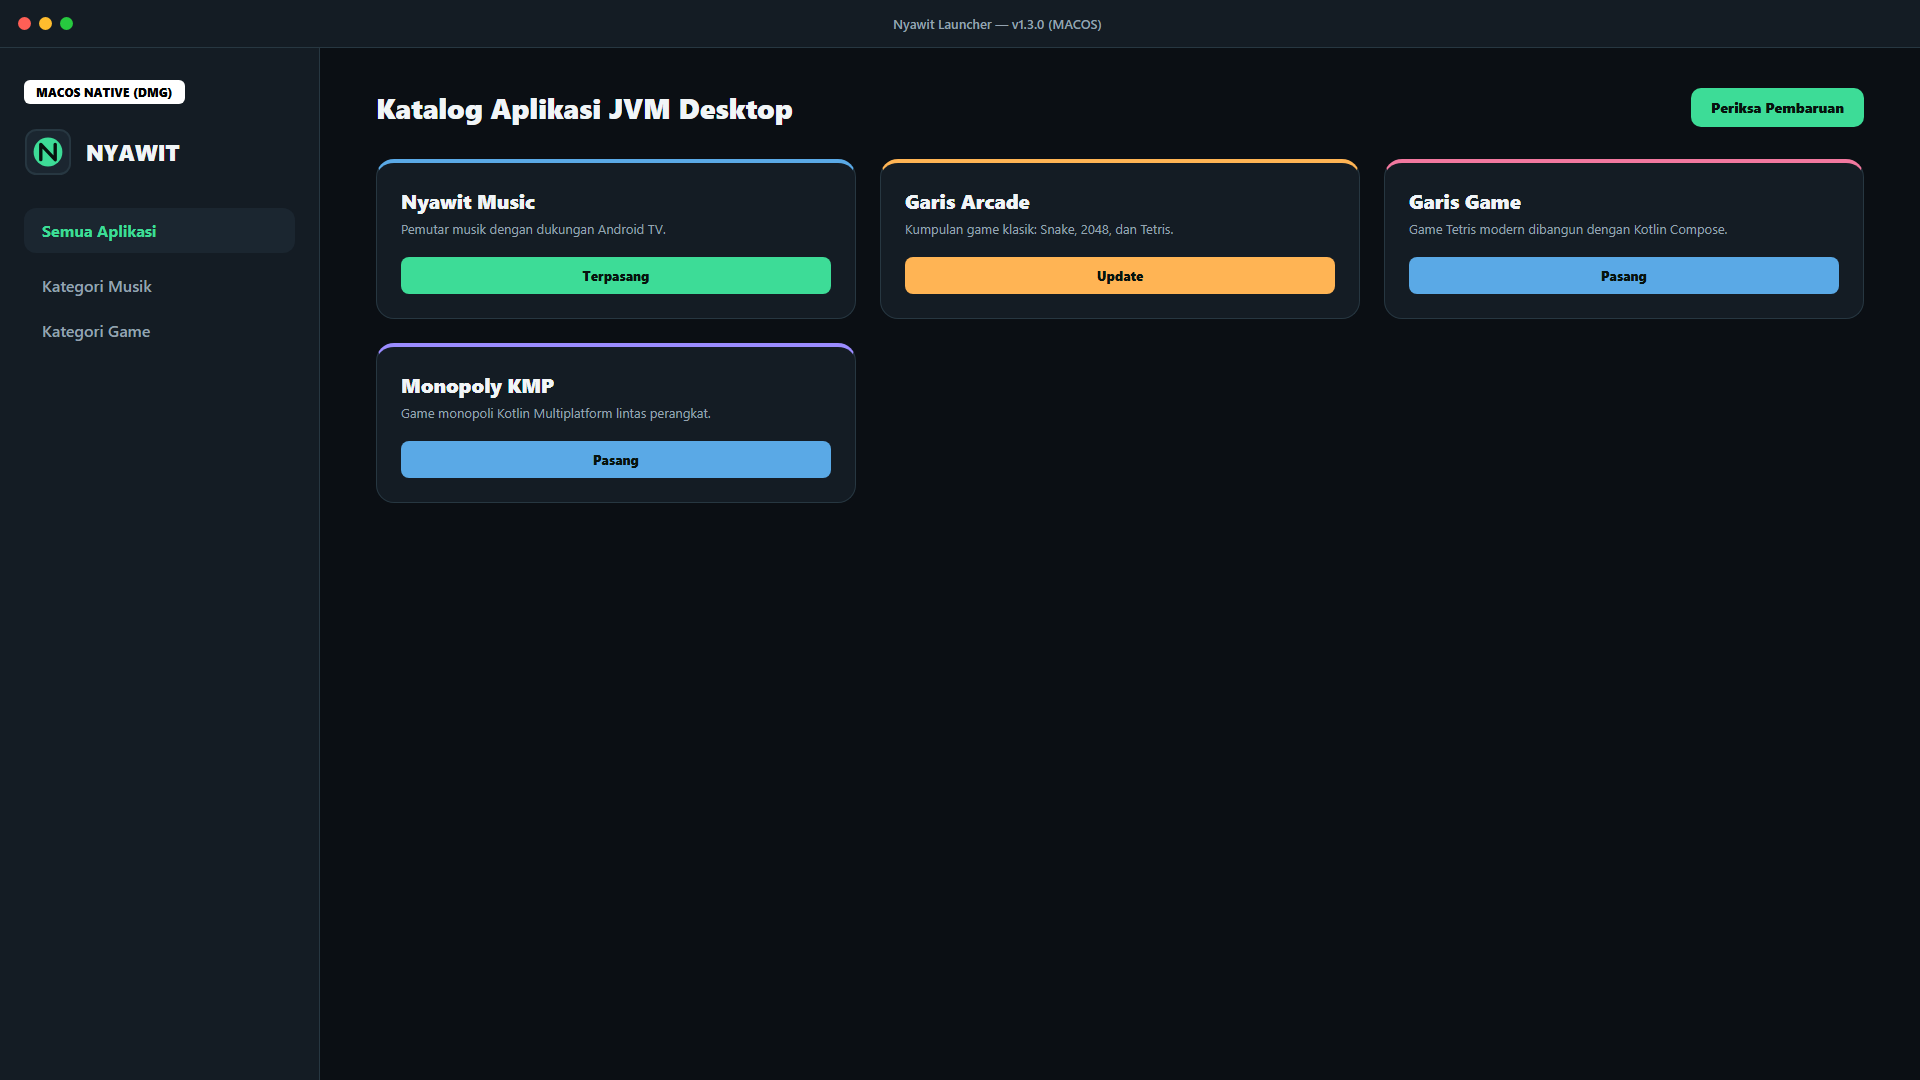 Nyawit Launcher — v1.3.0 (MACOS)
MACOS NATIVE (DMG)
N
NYAWIT
Semua Aplikasi
Kategori Musik
Kategori Game
Katalog Aplikasi JVM Desktop
Periksa Pembaruan
Nyawit Music
Pemutar musik dengan dukungan Android TV.
Terpasang
Garis Arcade
Kumpulan game klasik: Snake, 2048, dan Tetris.
Update
Garis Game
Game Tetris modern dibangun dengan Kotlin Compose.
Pasang
Monopoly KMP
Game monopoli Kotlin Multiplatform lintas perangkat.
Pasang